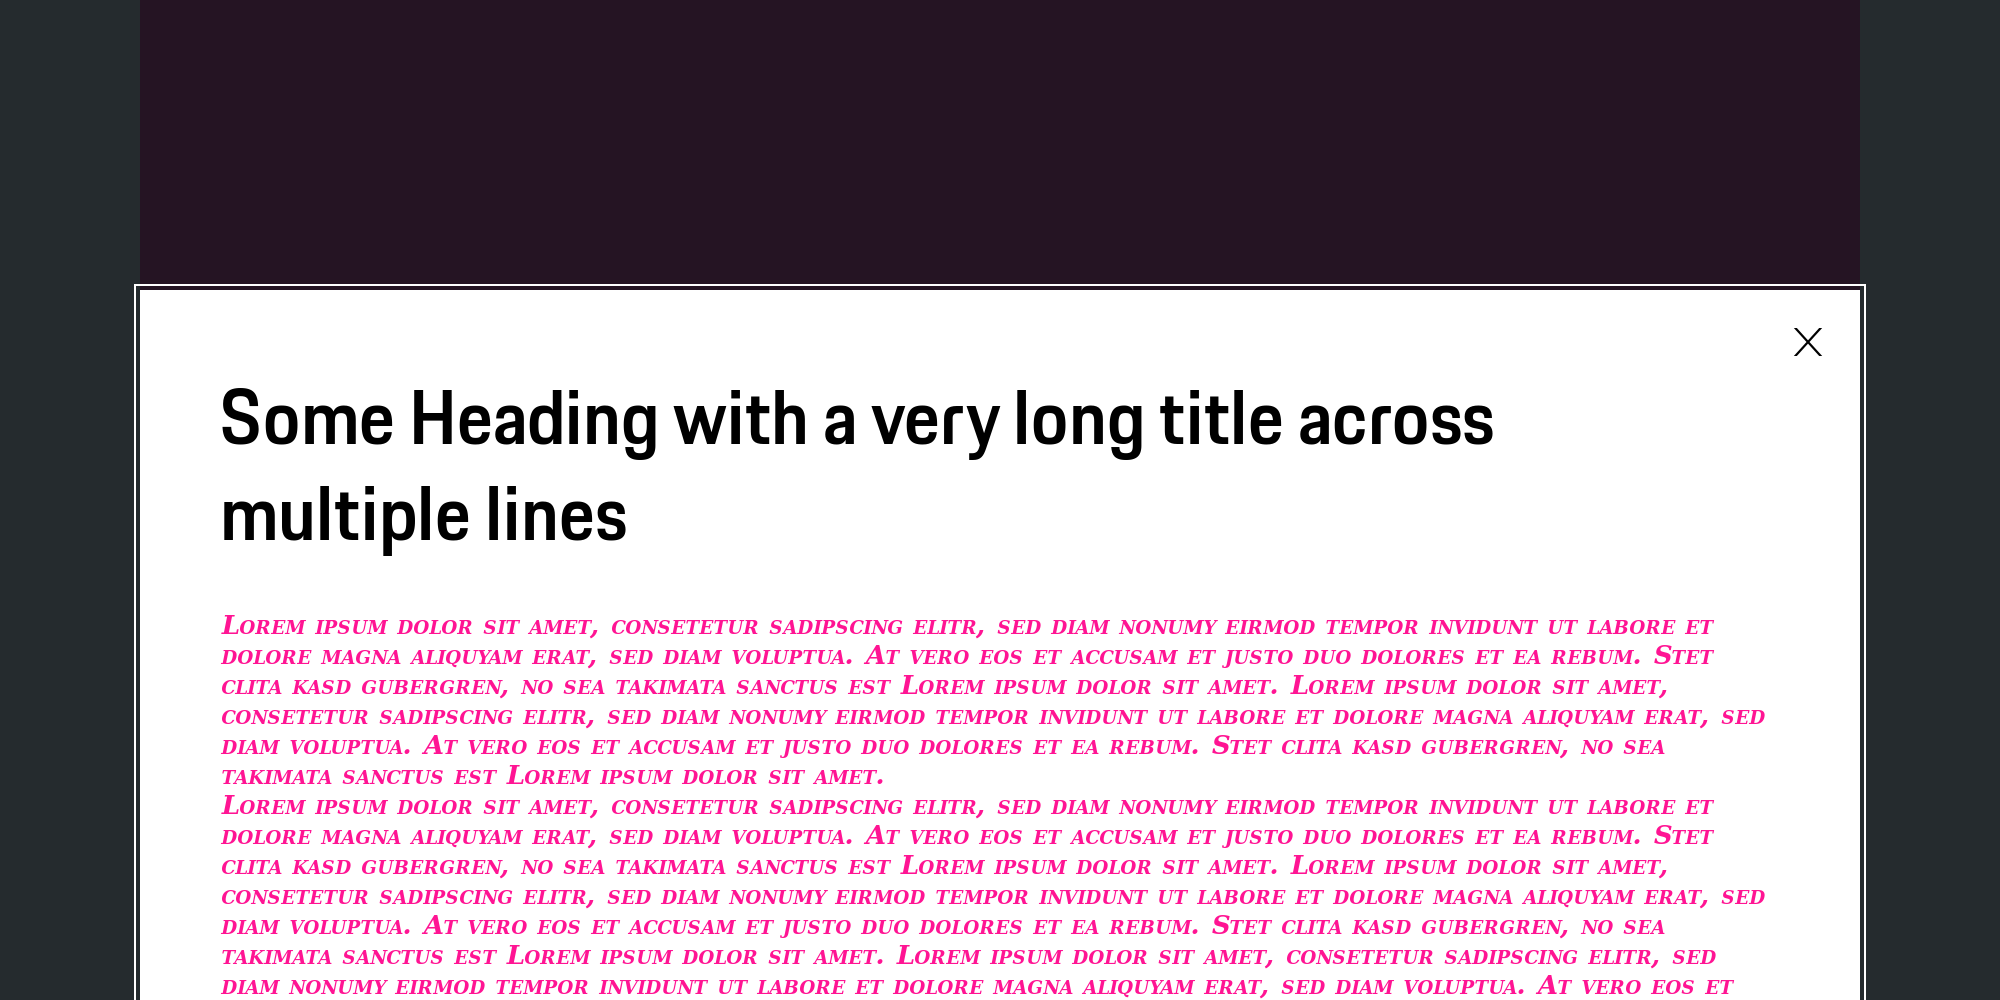 Some Heading with a very long title across
multiple lines
Lorem ipsum dolor sit amet, consetetur sadipscing elitr, sed diam nonumy eirmod tempor invidunt ut labore et
dolore magna aliquyam erat, sed diam voluptua. At vero eos et accusam et justo duo dolores et ea rebum. Stet
clita kasd gubergren, no sea takimata sanctus est Lorem ipsum dolor sit amet. Lorem ipsum dolor sit amet,
consetetur sadipscing elitr, sed diam nonumy eirmod tempor invidunt ut labore et dolore magna aliquyam erat, sed
diam voluptua. At vero eos et accusam et justo duo dolores et ea rebum. Stet clita kasd gubergren, no sea
takimata sanctus est Lorem ipsum dolor sit amet.
Lorem ipsum dolor sit amet, consetetur sadipscing elitr, sed diam nonumy eirmod tempor invidunt ut labore et
dolore magna aliquyam erat, sed diam voluptua. At vero eos et accusam et justo duo dolores et ea rebum. Stet
clita kasd gubergren, no sea takimata sanctus est Lorem ipsum dolor sit amet. Lorem ipsum dolor sit amet,
consetetur sadipscing elitr, sed diam nonumy eirmod tempor invidunt ut labore et dolore magna aliquyam erat, sed
diam voluptua. At vero eos et accusam et justo duo dolores et ea rebum. Stet clita kasd gubergren, no sea
takimata sanctus est Lorem ipsum dolor sit amet. Lorem ipsum dolor sit amet, consetetur sadipscing elitr, sed
diam nonumy eirmod tempor invidunt ut labore et dolore magna aliquyam erat, sed diam voluptua. At vero eos et